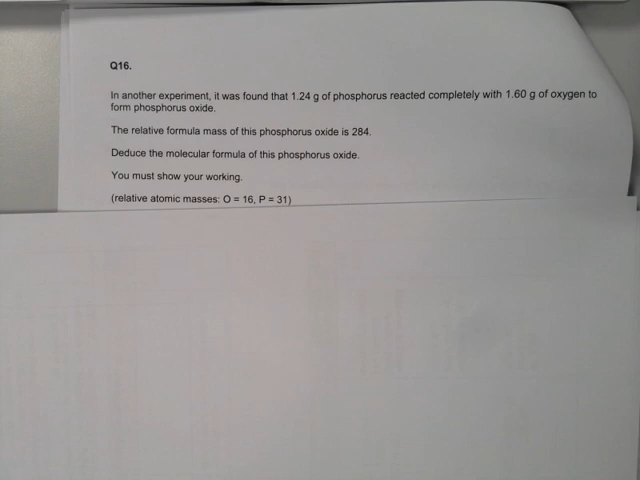 Q16.
In another experiment, it was found that 1.24 g of phosphorus reacted completely with 1.60 g of oxygen to
form phosphorus oxide.
The relative formula mass of this phosphorus oxide is 284.
Deduce the molecular formula of this phosphorus oxide.
You must show your working.
(relative atomic masses: O = 16, P = 31)